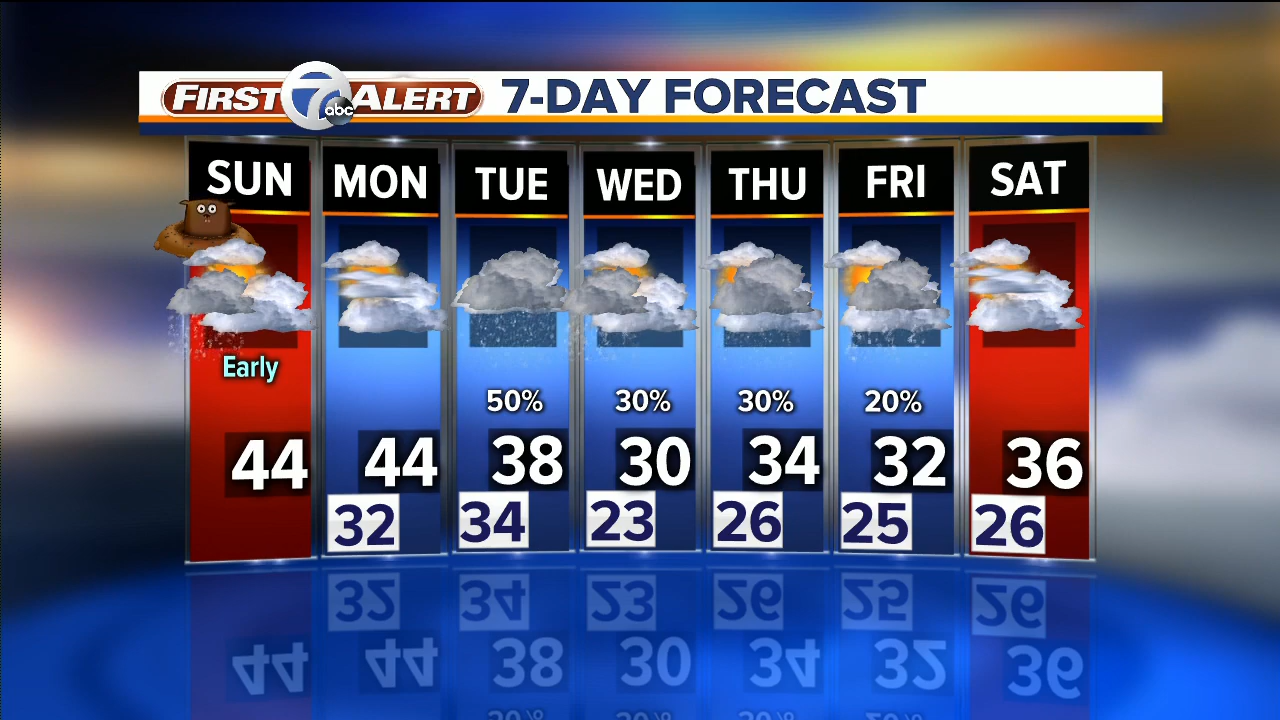 FIRST 7 abc ALERT 7-DAY FORECAST
SUN MON TUE WED THU FRI SAT
Early
50% 30% 30% 20%
44 44 38 30 34 32 36
32 34 23 26 25 26